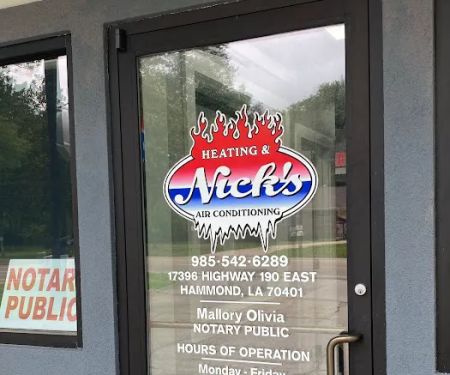 HEATING &
Nick's
AIR CONDITIONING
985-542-6289
17396 HIGHWAY 190 EAST
HAMMOND, LA 70401
Mallory Olivia
NOTARY PUBLIC
HOURS OF OPERATION
Monday - Friday
NOTARY
PUBLIC